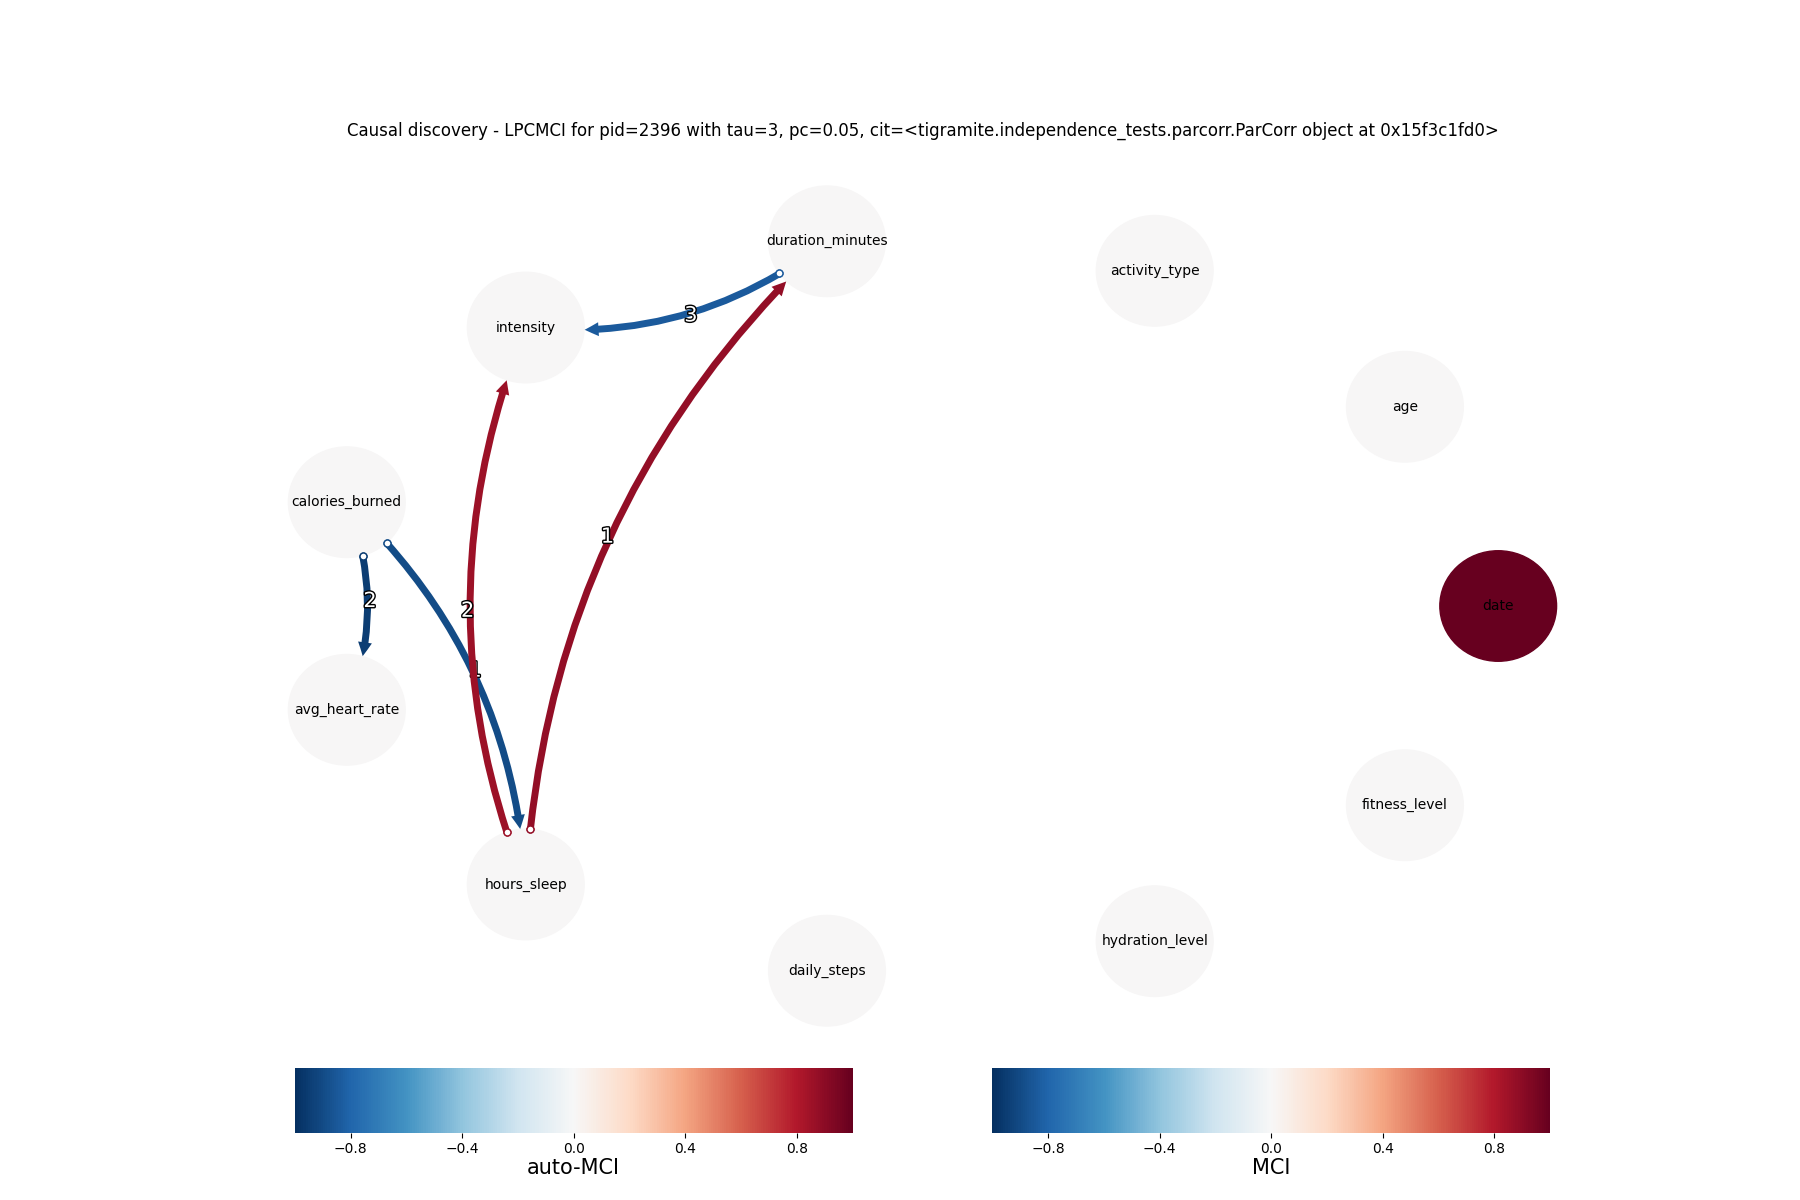 Causal discovery - LPCMCI for pid=2396 with tau=3, pc=0.05, cit=<tigramite.independence_tests.parcorr.ParCorr object at 0x15f3c1fd0>
duration_minutes
activity_type
3
intensity
age
calories_burned
1
2
2
date
1
avg_heart_rate
fitness_level
hours_sleep
hydration_level
daily_steps
−0.8 −0.4 0.0 0.4 0.8
auto-MCI
−0.8 −0.4 0.0 0.4 0.8
MCI